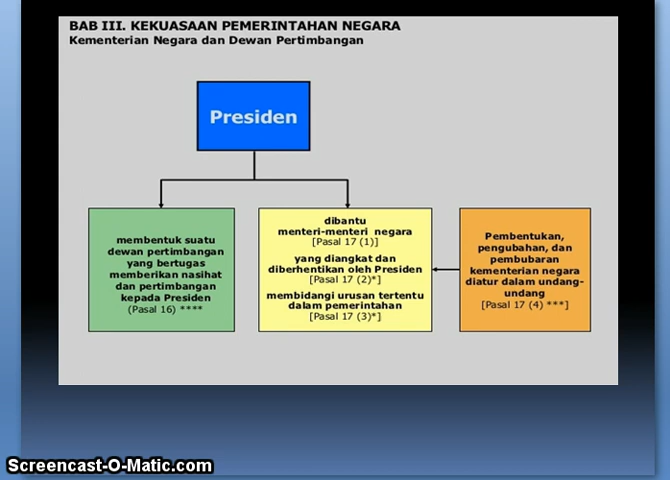 BAB III. KEKUASAAN PEMERINTAHAN NEGARA
Kementerian Negara dan Dewan Pertimbangan
Presiden
membentuk suatu
dewan pertimbangan
yang bertugas
memberikan nasihat
dan pertimbangan
kepada Presiden
(Pasal 16) ****
dibantu
menteri-menteri negara
[Pasal 17 (1)]
yang diangkat dan
diberhentikan oleh Presiden
[Pasal 17 (2)*]
membidangi urusan tertentu
dalam pemerintahan
[Pasal 17 (3)*]
Pembentukan,
pengubahan, dan
pembubaran
kementerian negara
diatur dalam undang-
undang
[Pasal 17 (4) ***]
Screencast-O-Matic.com